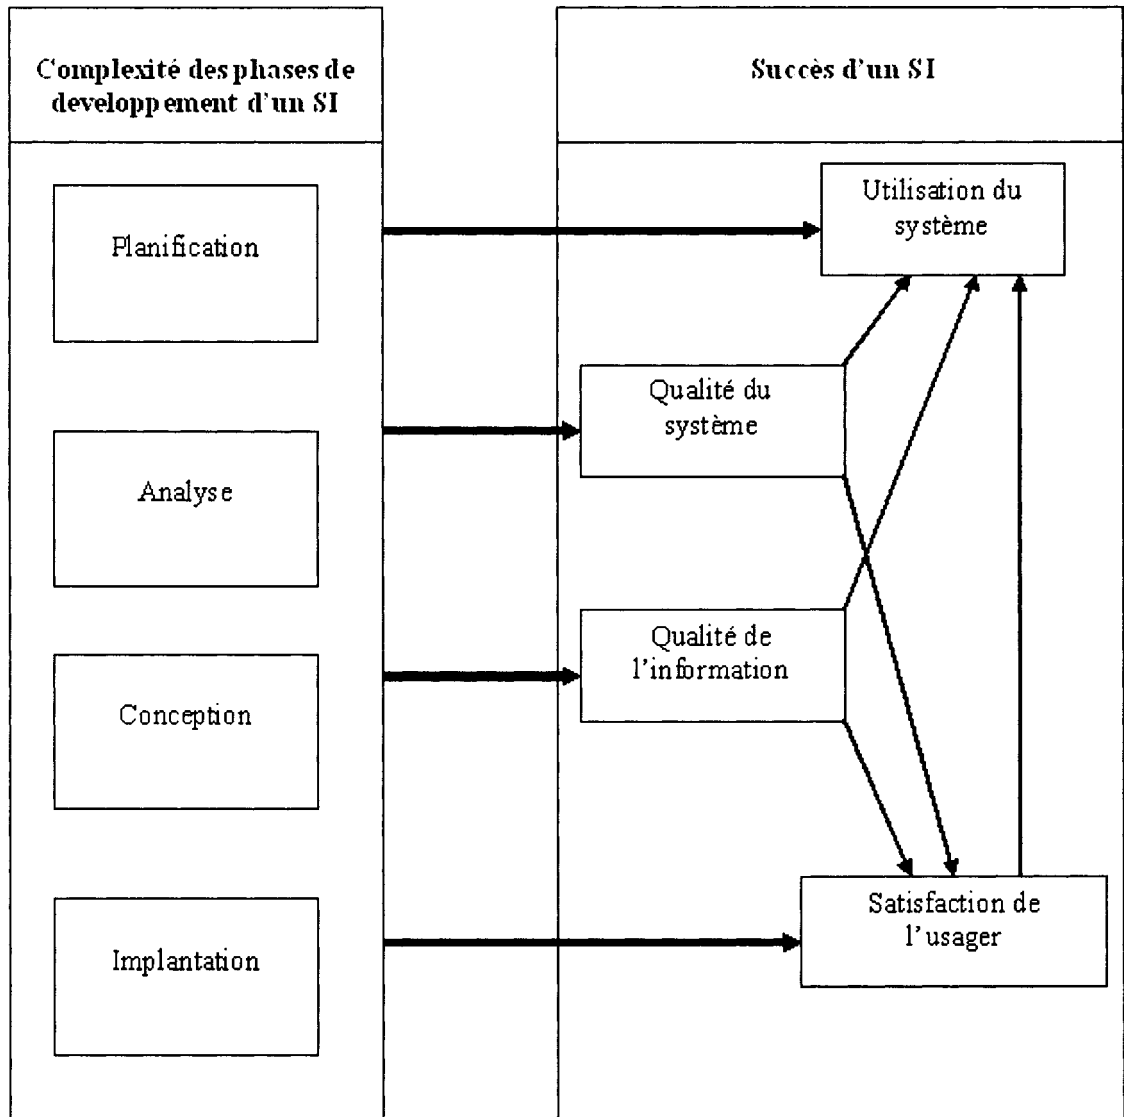 Complexité des phases de
developpement d'un SI
Succès d'un SI
Planification
Analyse
Conception
Implantation
Utilisation du
système
Qualité du
système
Qualité de
l'information
Satisfaction de
l'usager